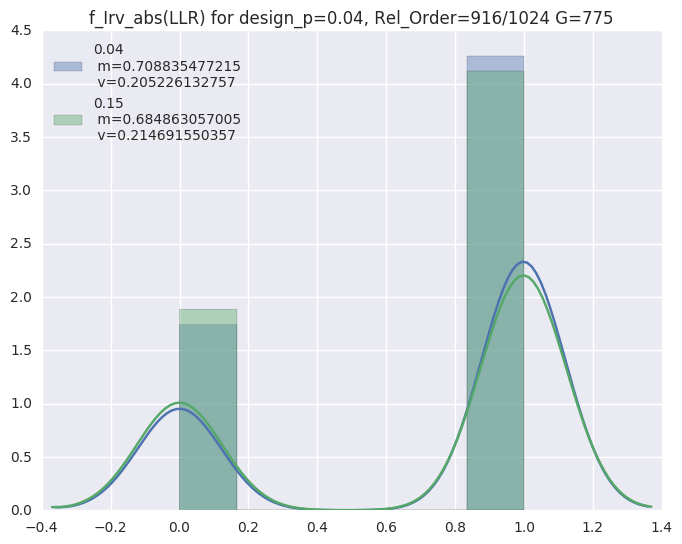 f_Irv_abs(LLR) for design_p=0.04, Rel_Order=916/1024 G=775
0.04
m=0.708835477215
v=0.205226132757
0.15
m=0.684863057005
v=0.214691550357
4.5
4.0
3.5
3.0
2.5
2.0
1.5
1.0
0.5
0.0
−0.4 −0.2 0.0 0.2 0.4 0.6 0.8 1.0 1.2 1.4